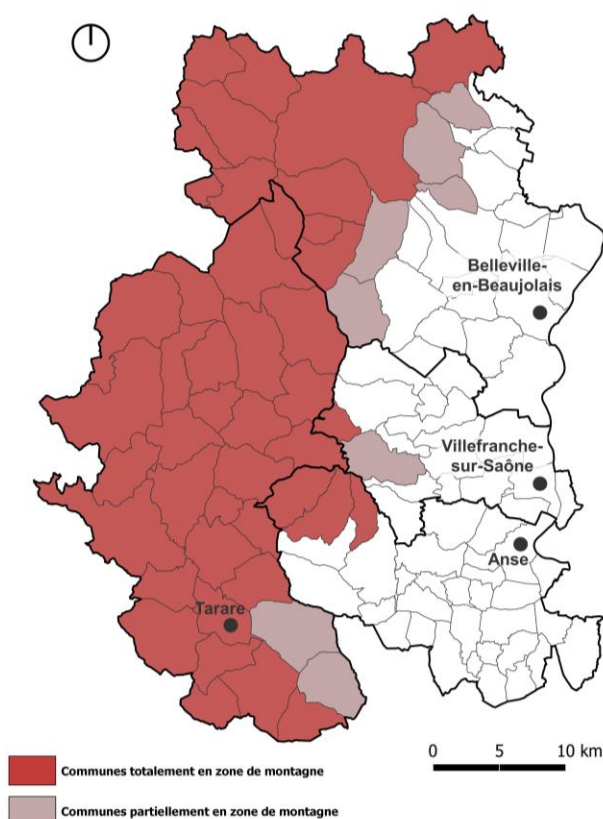 Belleville-
en-Beaujolais
Villefranche-
sur-Saône
Anse
Tarare
0 5 10 km
Communes totalement en zone de montagne
Communes partiellement en zone de montagne